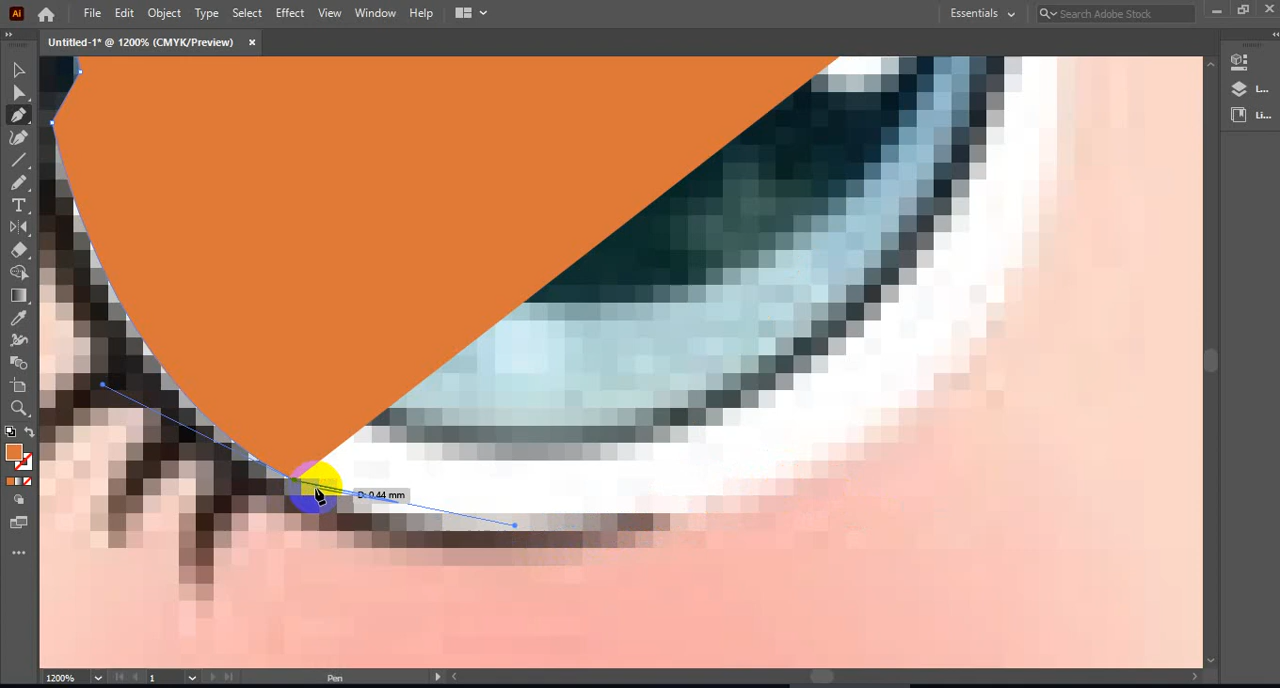 Ai File Edit Object Type Select Effect View Window Help Essentials Search Adobe Stock
Untitled-1* @ 1200% (CMYK/Preview) ×
L...
Li...
D: 0.44 mm
1200% 1 Pen